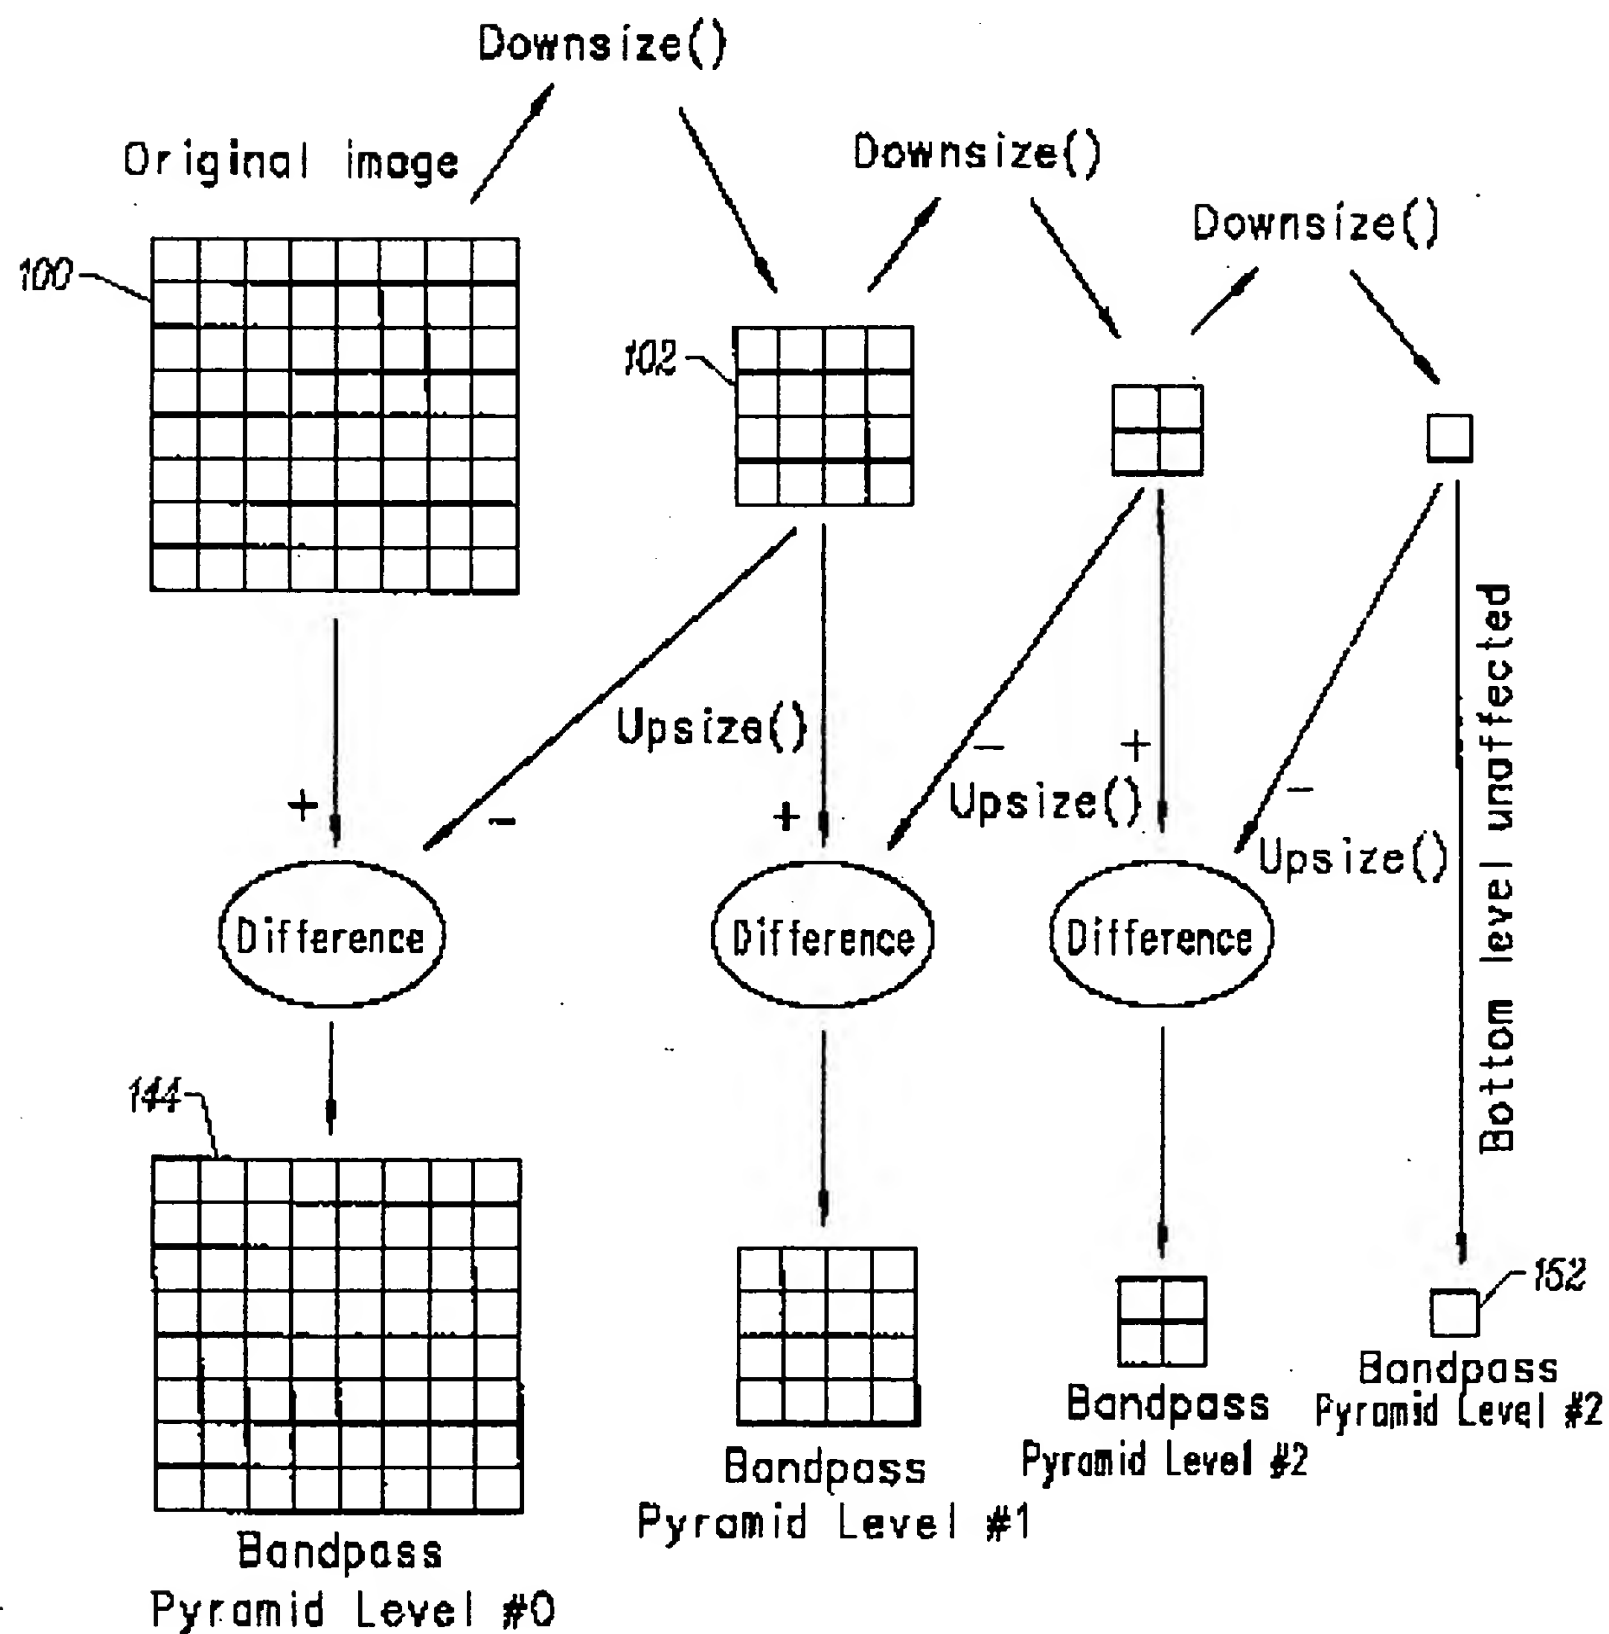 Downsize()
Original image
Downsize()
Downsize()
100
102
Upsize()
+
-
+
-
Upsize()
+
-
Upsize()
Bottom level unaffected
Difference
Difference
Difference
144
152
Bandpass
Pyramid Level #0
Bandpass
Pyramid Level #1
Bandpass
Pyramid Level #2
Bandpass
Pyramid Level #2